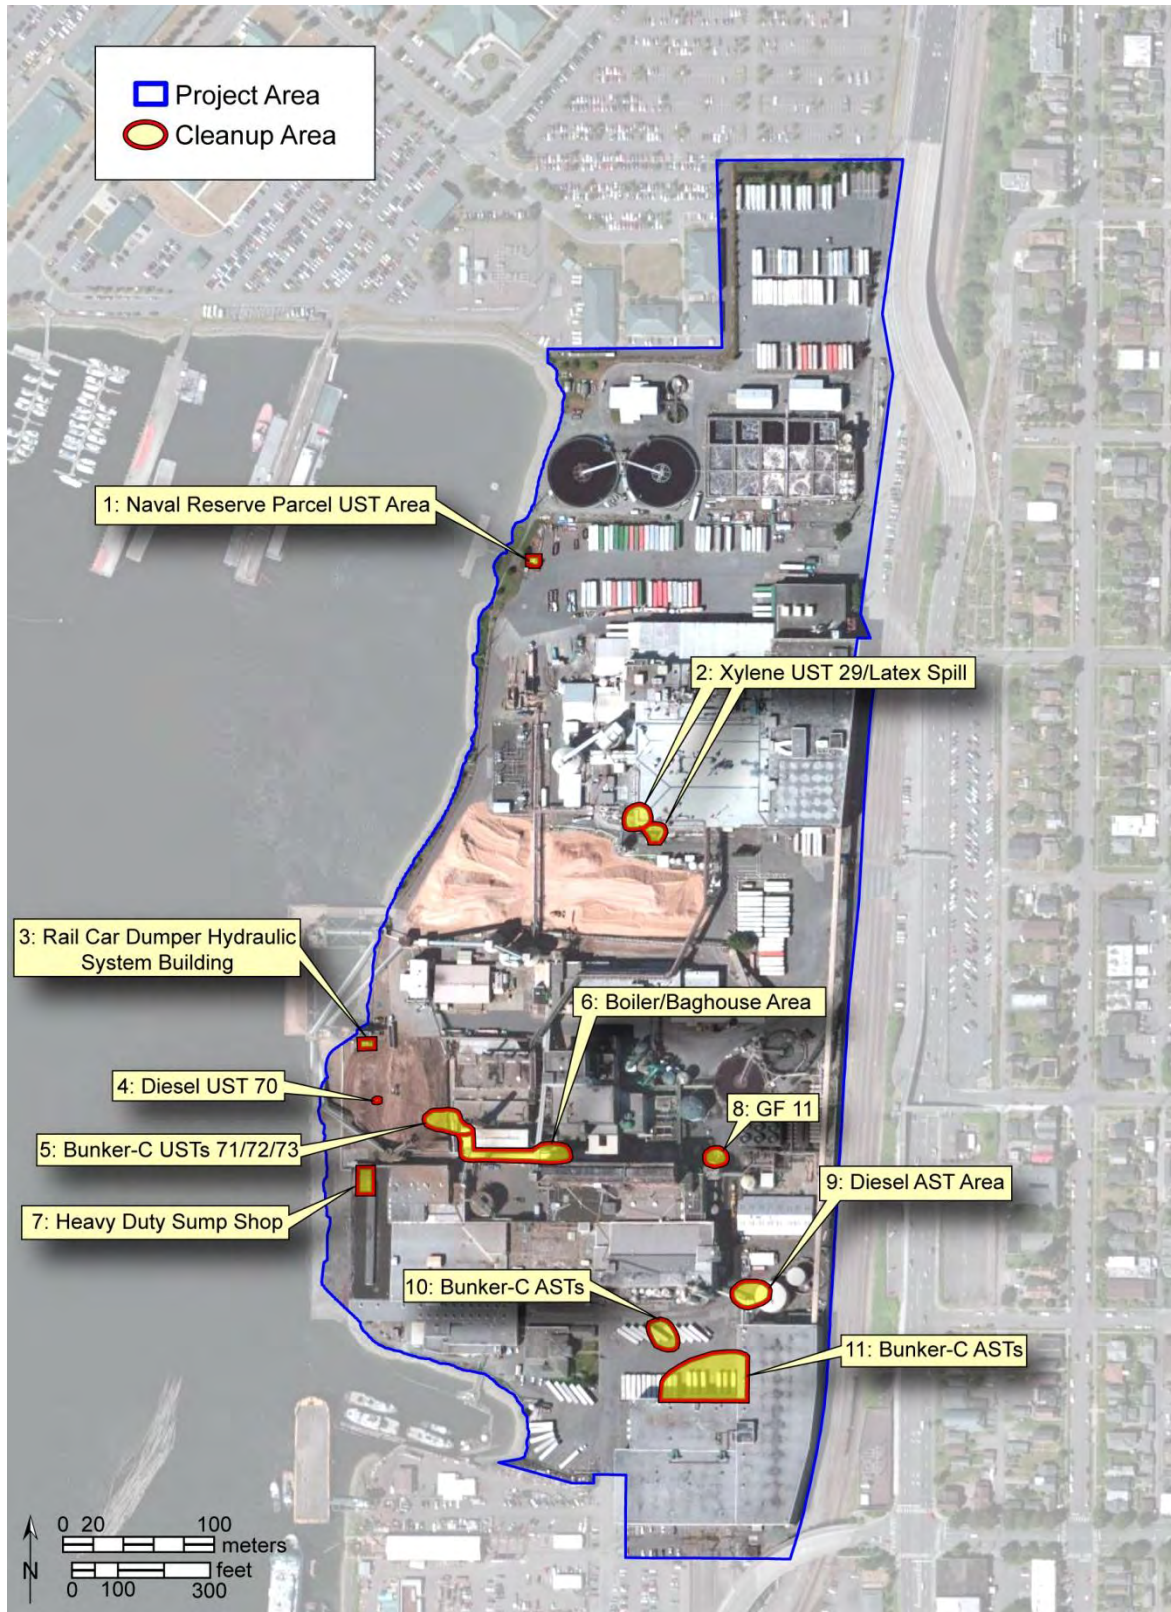 Project Area
Cleanup Area
1: Naval Reserve Parcel UST Area
2: Xylene UST 29/Latex Spill
3: Rail Car Dumper Hydraulic
System Building
6: Boiler/Baghouse Area
4: Diesel UST 70
8: GF 11
5: Bunker-C USTs 71/72/73
9: Diesel AST Area
7: Heavy Duty Sump Shop
10: Bunker-C ASTs
11: Bunker-C ASTs
0 20 100
meters
feet
0 100 300
N